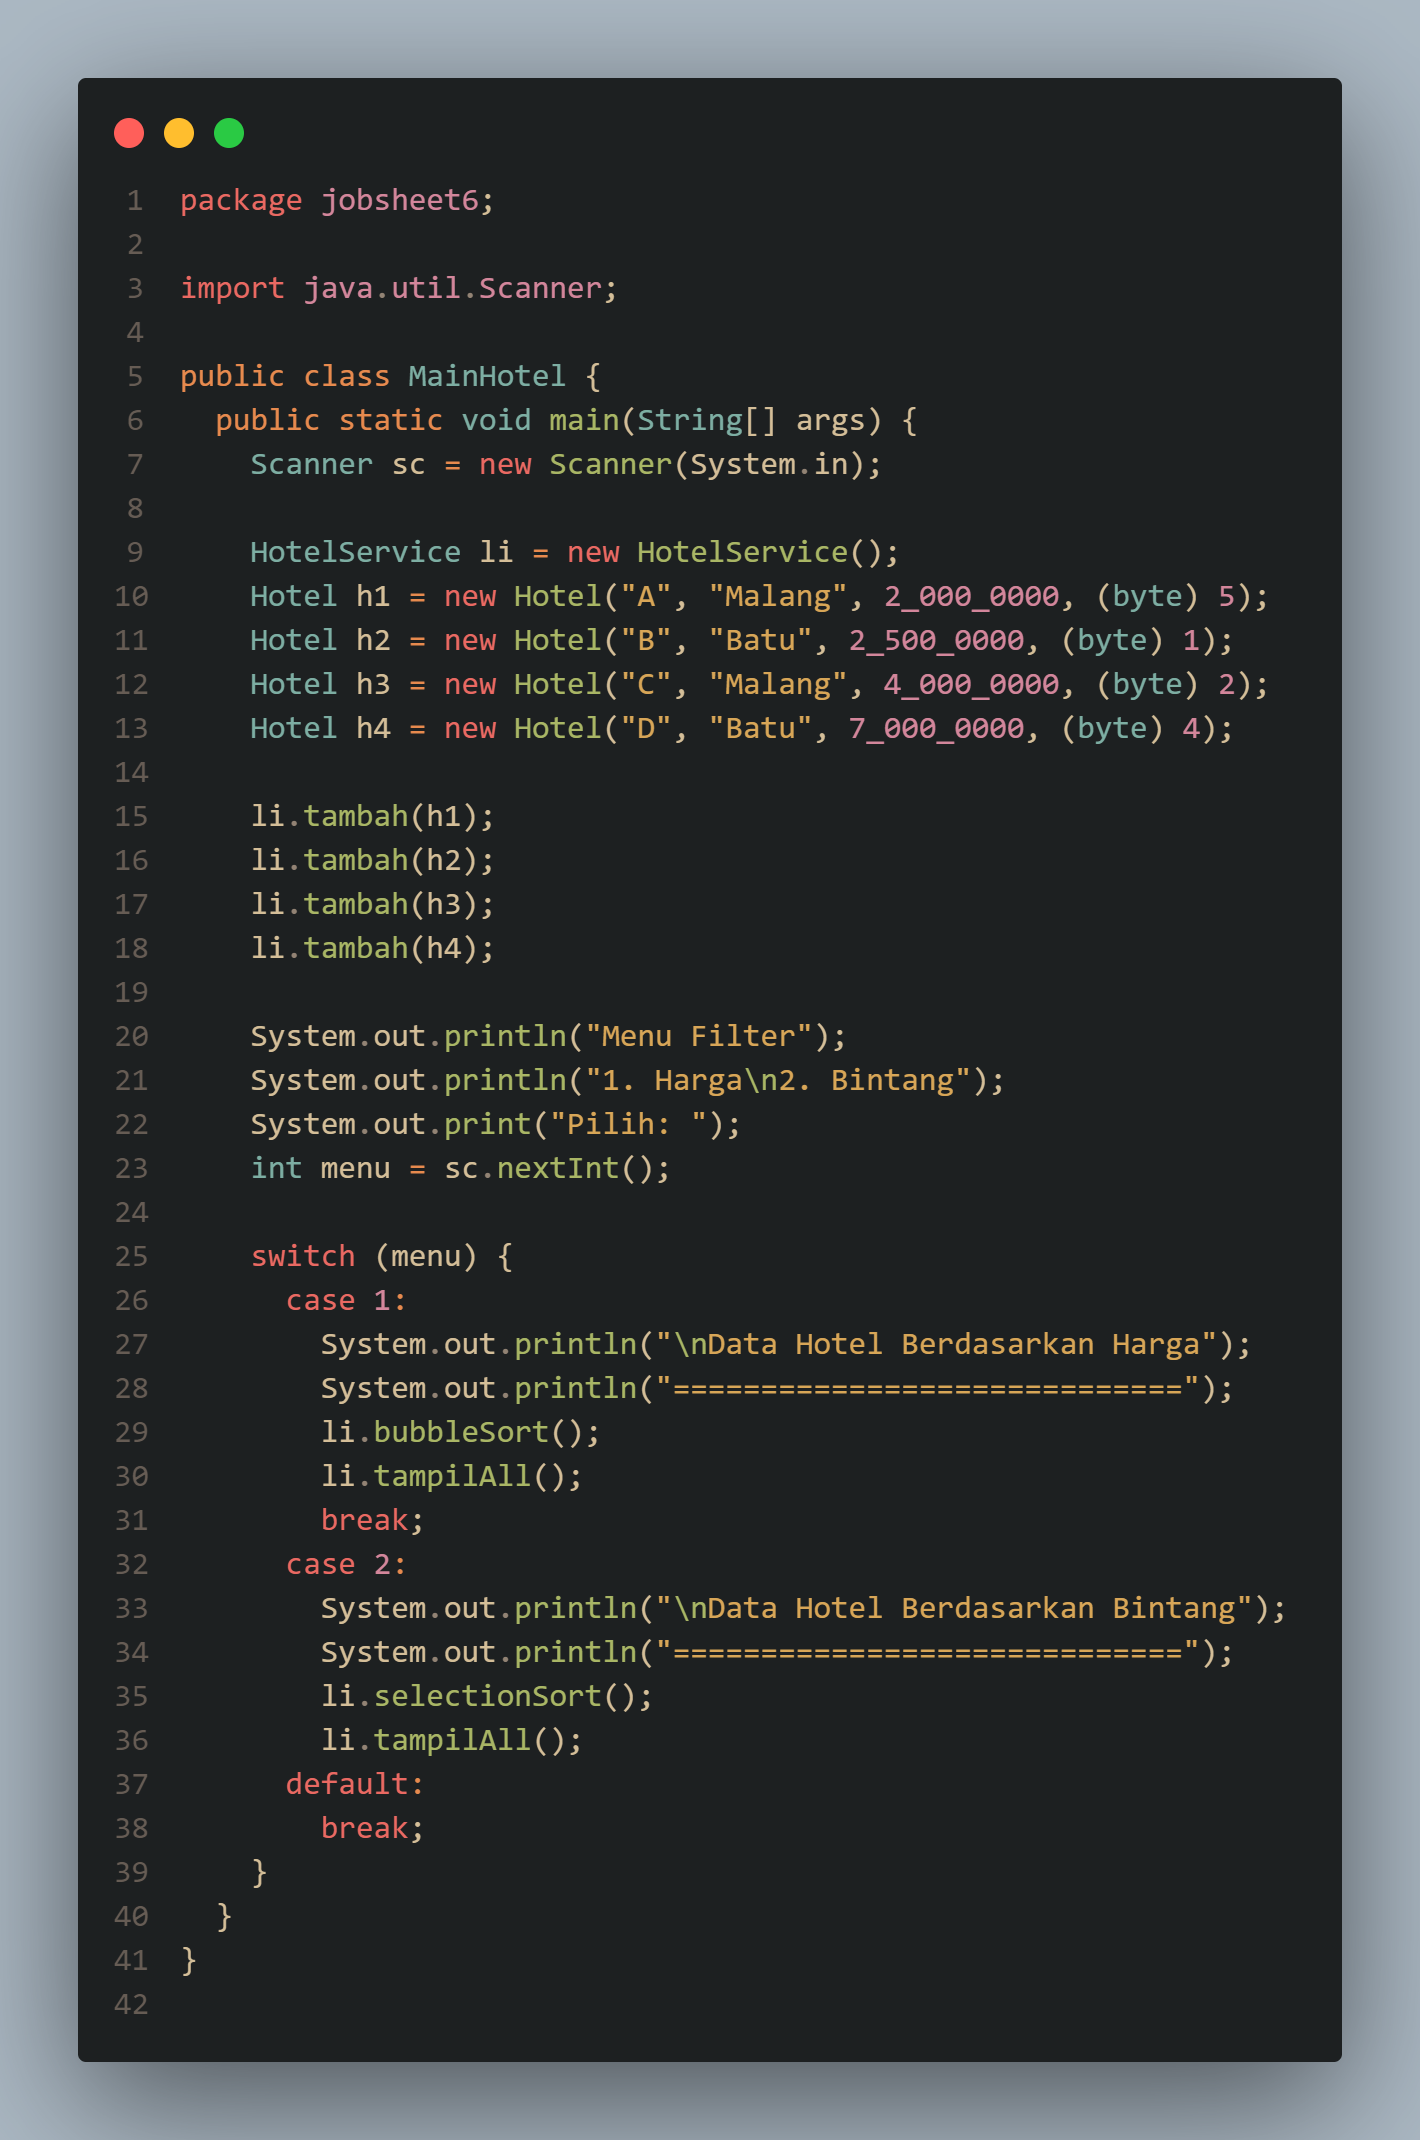 1 package jobsheet6;
2
3 import java.util.Scanner;
4
5 public class MainHotel {
6   public static void main(String[] args) {
7     Scanner sc = new Scanner(System.in);
8
9     HotelService li = new HotelService();
10     Hotel h1 = new Hotel("A", "Malang", 2_000_0000, (byte) 5);
11     Hotel h2 = new Hotel("B", "Batu", 2_500_0000, (byte) 1);
12     Hotel h3 = new Hotel("C", "Malang", 4_000_0000, (byte) 2);
13     Hotel h4 = new Hotel("D", "Batu", 7_000_0000, (byte) 4);
14
15     li.tambah(h1);
16     li.tambah(h2);
17     li.tambah(h3);
18     li.tambah(h4);
19
20     System.out.println("Menu Filter");
21     System.out.println("1. Harga\n2. Bintang");
22     System.out.print("Pilih: ");
23     int menu = sc.nextInt();
24
25     switch (menu) {
26       case 1:
27         System.out.println("\nData Hotel Berdasarkan Harga");
28         System.out.println("=============================");
29         li.bubbleSort();
30         li.tampilAll();
31         break;
32       case 2:
33         System.out.println("\nData Hotel Berdasarkan Bintang");
34         System.out.println("=============================");
35         li.selectionSort();
36         li.tampilAll();
37       default:
38         break;
39     }
40   }
41 }
42